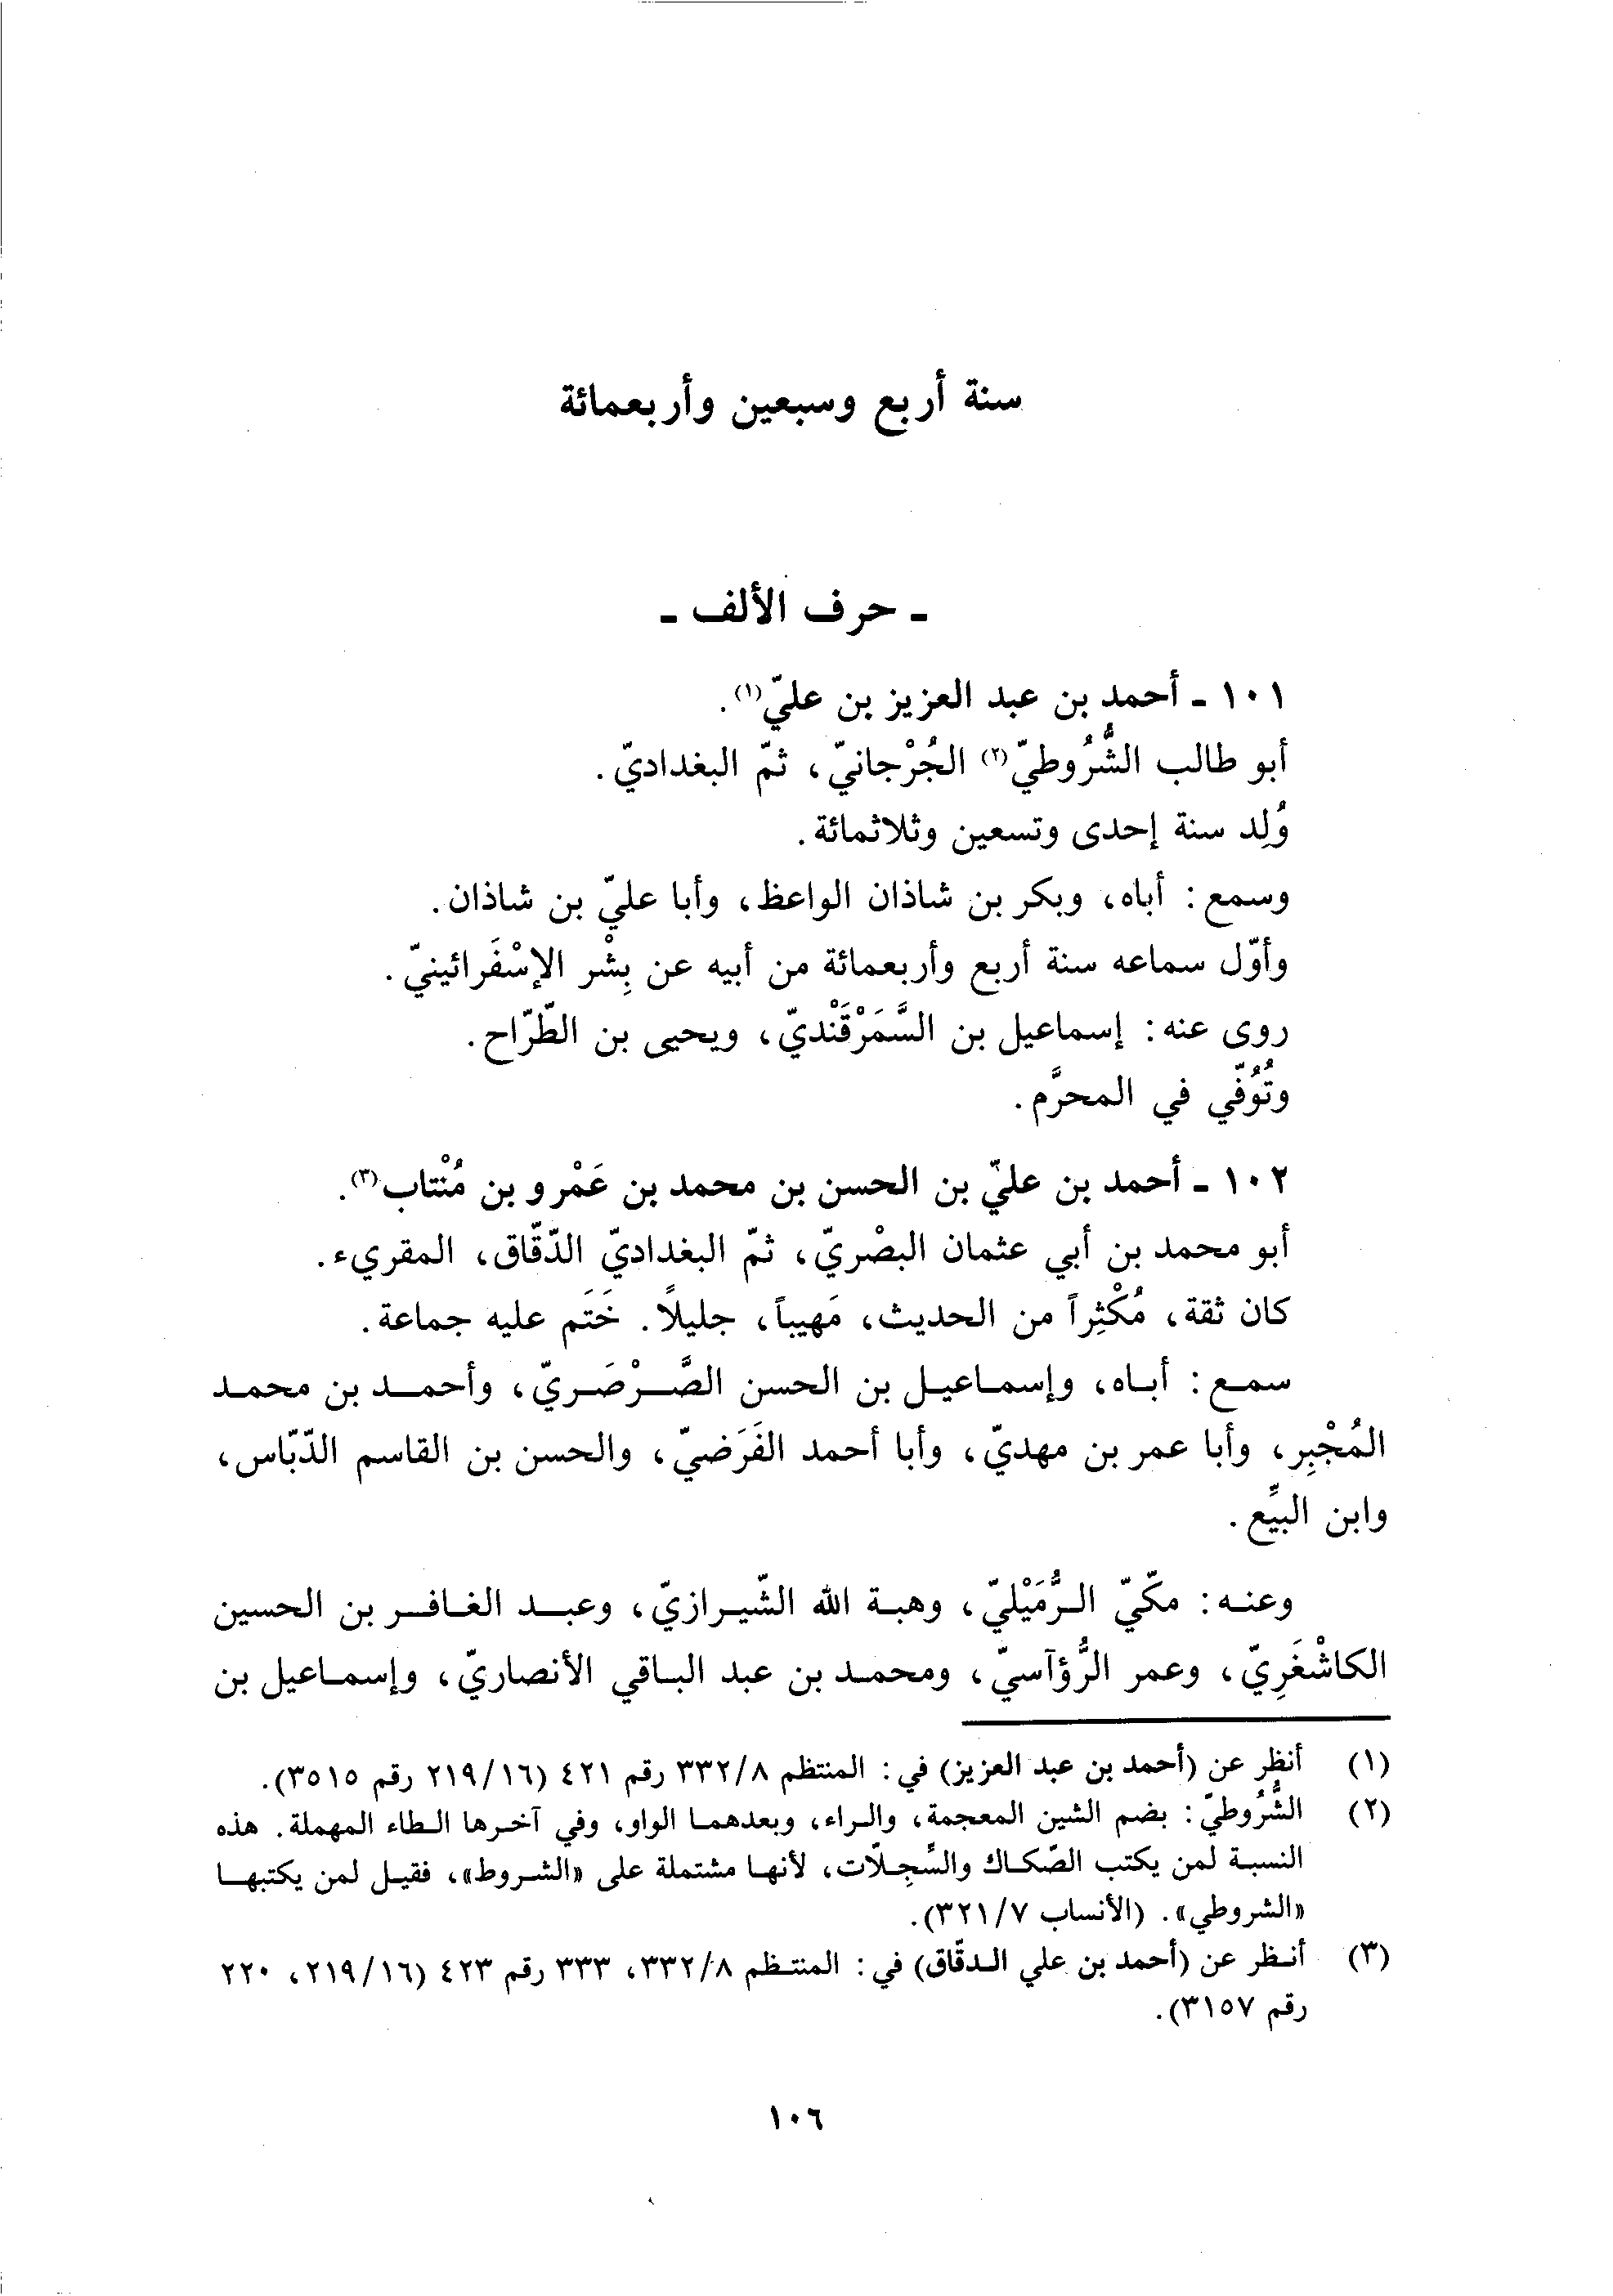 سنة أربع وسبعين وأربعمائة
ـ حرف الألف ـ
١٠١ ـ أحمد بن عبد العزيز بن عليّ(١).
أبو طالب الشُّرُوطيّ(٢) الجُرْجانيّ، ثمّ البغداديّ.
وُلِد سنة إحدى وتسعين وثلاثمائة.
وسمع: أباه، وبكر بن شاذان الواعظ، وأبا عليّ بن شاذان.
وأوّل سماعه سنة أربع وأربعمائة من أبيه عن بِشْر الإسْفَرائينيّ.
روى عنه: إسماعيل بن السَّمَرْقَنْديّ، ويحيى بن الطّرّاح.
وتُوُفّي في المحرَّم.
١٠٢ ـ أحمد بن عليّ بن الحسن بن محمد بن عَمْرو بن مُنْتاب(٣).
أبو محمد بن أبي عثمان البصْريّ، ثمّ البغداديّ الدّقّاق، المقريء.
كان ثقة، مُكْثِراً من الحديث، مَهيباً، جليلًا. خَتَم عليه جماعة.
سمع: أباه، وإسماعيل بن الحسن الصَّرْصَريّ، وأحمد بن محمد
المُجْبِر، وأبا عمر بن مهديّ، وأبا أحمد الفَرَضيّ، والحسن بن القاسم الدّبّاس،
وابن البيِّع.
وعنه: مكّيّ الرُّمَيْليّ، وهبة الله الشّيرازيّ، وعبد الغافر بن الحسين
الكاشْغَرِيّ، وعمر الرُّؤآسيّ، ومحمد بن عبد الباقي الأنصاريّ، وإسماعيل بن
(١) أنظر عن (أحمد بن عبد العزيز) في: المنتظم ٣٣٢/٨ رقم ٤٢١ (٢١٩/١٦ رقم ٣٥١٥).
(٢) الشُّرُوطيّ: بضم الشين المعجمة، والراء، وبعدهما الواو، وفي آخرها الطاء المهملة. هذه
النسبة لمن يكتب الصّكاك والسِّجِلّات، لأنها مشتملة على «الشروط»، فقيل لمن يكتبها
«الشروطي». (الأنساب ٣٢١/٧).
(٣) أنظر عن (أحمد بن علي الدقّاق) في: المنتظم ٣٣٢/٨، ٣٣٣ رقم ٤٢٣ (٢١٩/١٦، ٢٢٠
رقم ٣١٥٧).
١٠٦